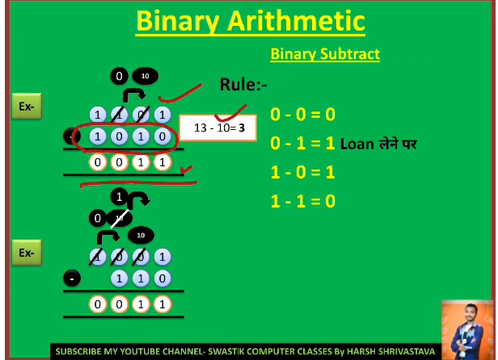 Binary Arithmetic
Binary Subtract
0 10
Rule:-
Ex-
1 1 0 1
13 - 10= 3
- 1 0 1 0
0 0 1 1
0 - 0 = 0
0 - 1 = 1 Loan लेने पर
1 - 0 = 1
1 - 1 = 0
1
0 10
10
Ex-
1 0 0 1
- 1 1 0
0 0 1 1
SUBSCRIBE MY YOUTUBE CHANNEL- SWASTIK COMPUTER CLASSES By HARSH SHRIVASTAVA